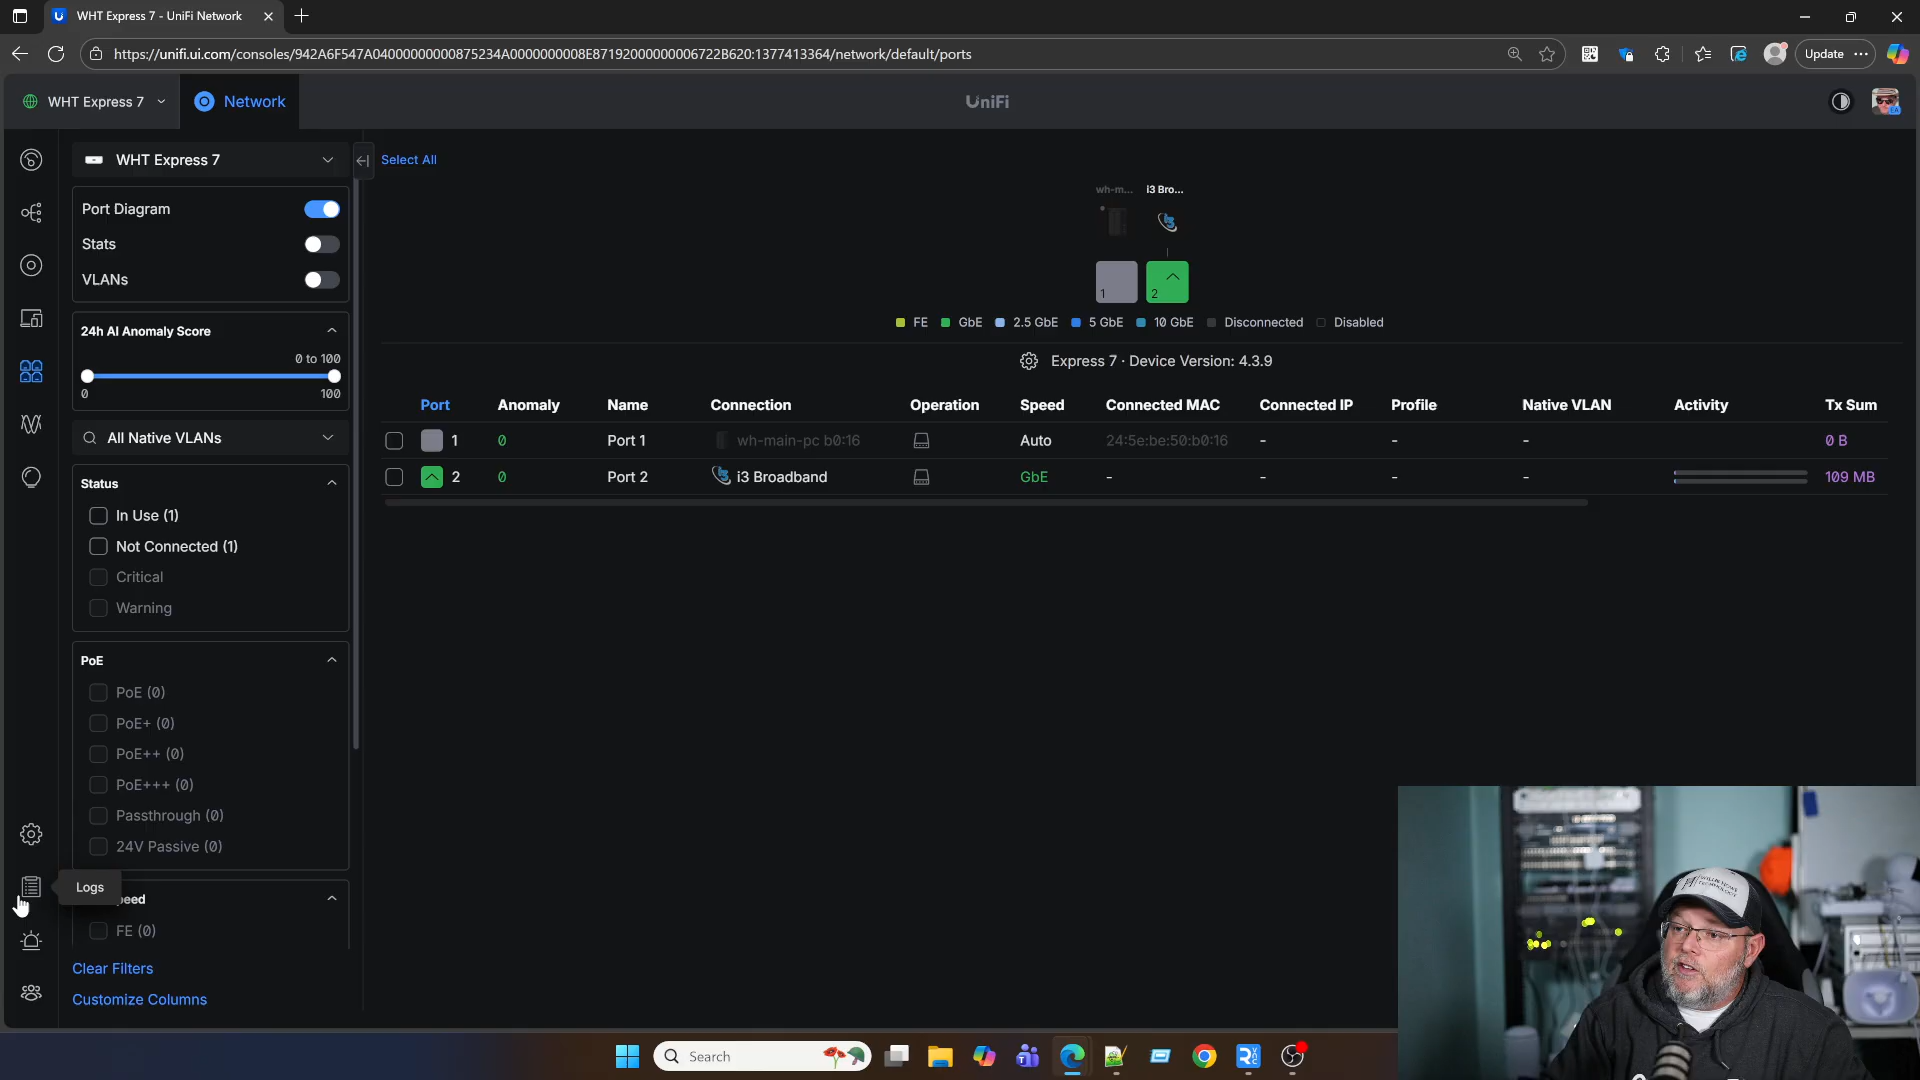 WHT Express 7 - UniFi Network
https://unifi.ui.com/consoles/942A6F547A04000000000875234A0000000008E87192000000006722B620:1377413364/network/default/ports
Update
WHT Express 7
Network
UniFi
WHT Express 7
Select All
Port Diagram
Stats
VLANs
24h AI Anomaly Score
0 to 100
0
100
All Native VLANs
Status
In Use (1)
Not Connected (1)
Critical
Warning
PoE
PoE (0)
PoE+ (0)
PoE++ (0)
PoE+++ (0)
Passthrough (0)
24V Passive (0)
Logs
peed
FE (0)
Clear Filters
Customize Columns
wh-m... i3 Bro...
1 2
FE GbE 2.5 GbE 5 GbE 10 GbE Disconnected Disabled
Express 7 · Device Version: 4.3.9
Port Anomaly Name Connection Operation Speed Connected MAC Connected IP Profile Native VLAN Activity Tx Sum
1 0 Port 1 wh-main-pc b0:16 Auto 24:5e:be:50:b0:16 - - - 0 B
2 0 Port 2 i3 Broadband GbE - - - - 109 MB
Search